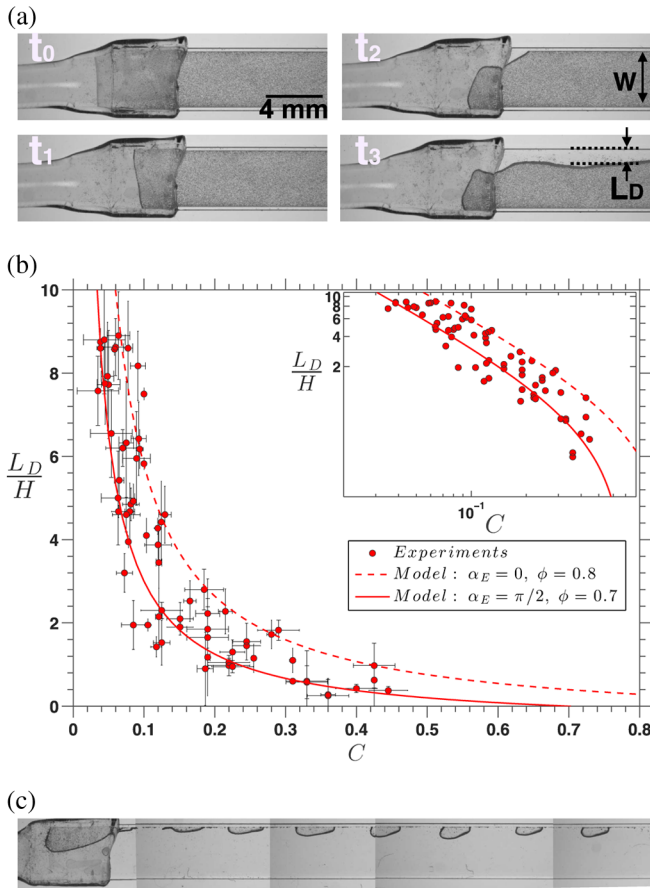 (a)
t0
4 mm
t2
W
t1
t3
LD
(b)
10
8
6
4
2
0
LD
H
0
0.1
0.2
0.3
0.4
0.5
0.6
0.7
0.8
C
10
8
6
4
2
LD
H
10⁻¹
C
Experiments
Model : αE = 0, ϕ = 0.8
Model : αE = π/2, ϕ = 0.7
(c)